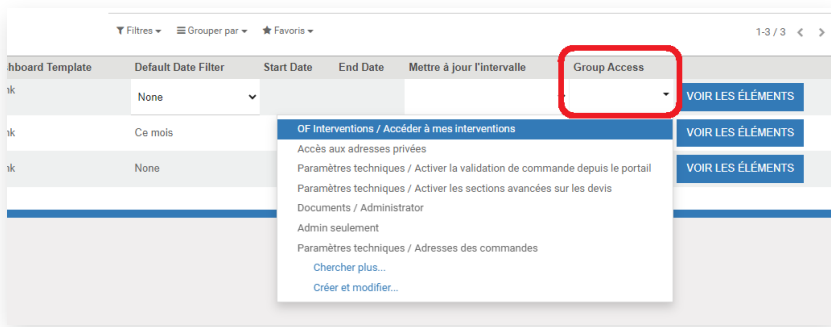 Filtres Grouper par Favoris 1-3 / 3
hboard Template Default Date Filter Start Date End Date Mettre à jour l'intervalle Group Access
nk None VOIR LES ÉLÉMENTS
nk Ce mois VOIR LES ÉLÉMENTS
nk None VOIR LES ÉLÉMENTS
OF Interventions / Accéder à mes interventions
Accès aux adresses privées
Paramètres techniques / Activer la validation de commande depuis le portail
Paramètres techniques / Activer les sections avancées sur les devis
Documents / Administrator
Admin seulement
Paramètres techniques / Adresses des commandes
Chercher plus...
Créer et modifier...